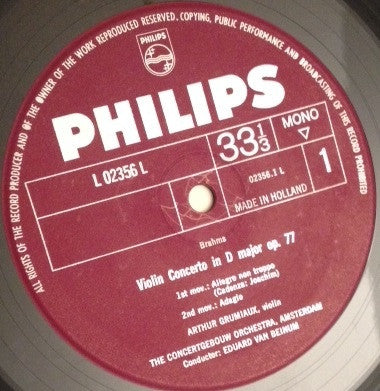 ALL RIGHTS OF THE RECORD PRODUCER AND OF THE OWNER OF THE WORK REPRODUCED RESERVED. COPYING, PUBLIC PERFORMANCE AND BROADCASTING OF THIS RECORD PROHIBITED
PHILIPS
PHILIPS
L 02356 L
33 1/3
MONO
02356.1 L
1
MADE IN HOLLAND
Brahms
Violin Concerto in D major op. 77
1st mov.: Allegro non troppo
(Cadenza: Joachim)
2nd mov.: Adagio
ARTHUR GRUMIAUX, violin
THE CONCERTGEBOUW ORCHESTRA, AMSTERDAM
Conductor: EDUARD VAN BEINUM